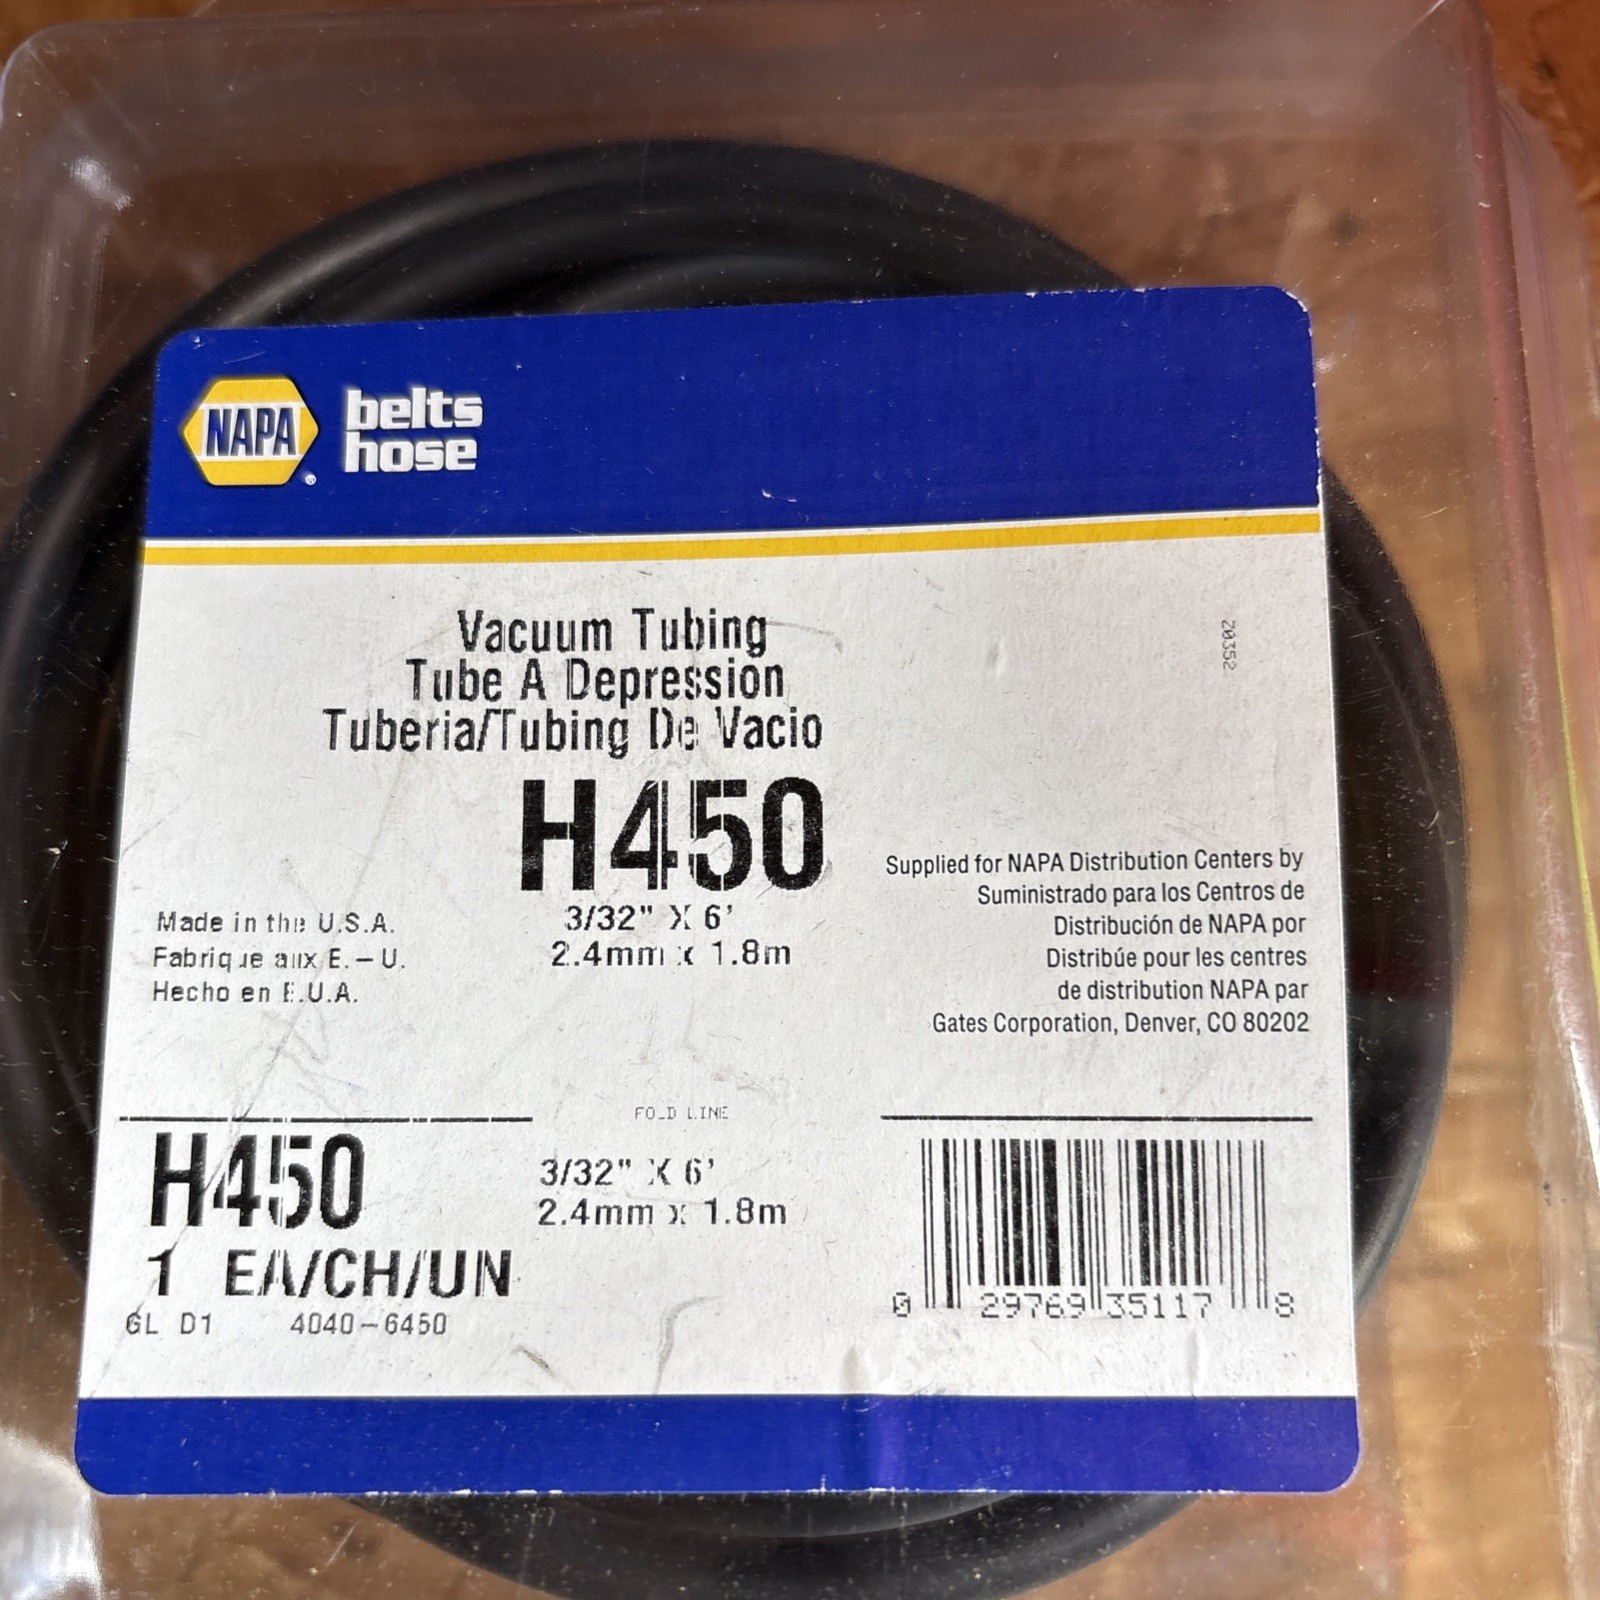 NAPA®
belts
hose
Vacuum Tubing
Tube A Depression
Tuberia/Tubing De Vacio
20352
H450
3/32" X 6'
2.4mm x 1.8m
Made in the U.S.A.
Fabrique aux E.-U.
Hecho en E.U.A.
Supplied for NAPA Distribution Centers by
Suministrado para los Centros de
Distribución de NAPA por
Distribúe pour les centres
de distribution NAPA par
Gates Corporation, Denver, CO 80202
FOLD LINE
H450
3/32" X 6'
2.4mm x 1.8m
1 EA/CH/UN
GL D1 4040-6450
0 29769 35117 8